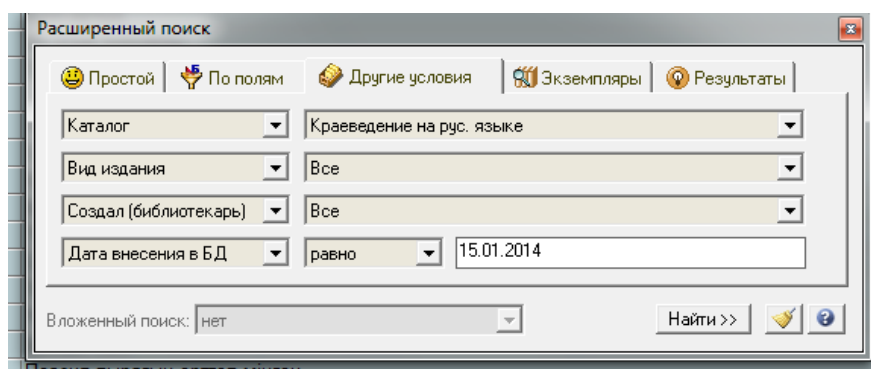 Расширенный поиск
Простой По полям Другие условия Экземпляры Результаты
Каталог Краеведение на рус. языке
Вид издания Все
Создал (библиотекарь) Все
Дата внесения в БД равно 15.01.2014
Вложенный поиск: нет Найти >>